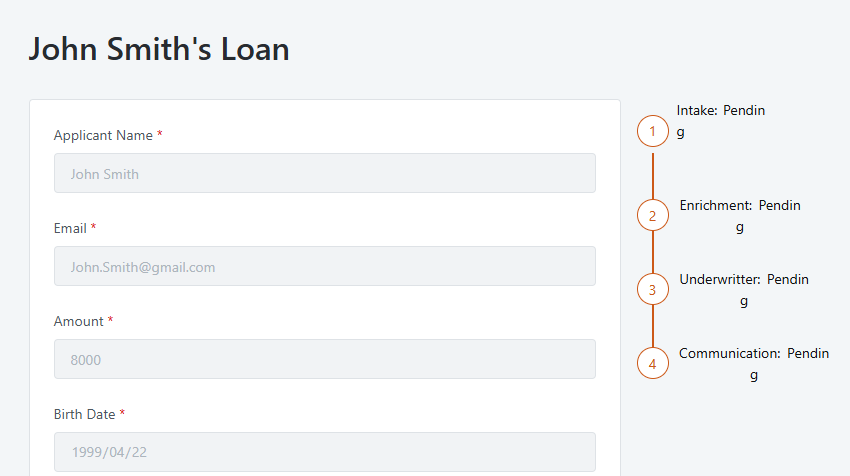 John Smith's Loan
Applicant Name *
John Smith
Email *
John.Smith@gmail.com
Amount *
8000
Birth Date *
1999/04/22
1
Intake: Pendin
g
2
Enrichment: Pendin
g
3
Underwritter: Pendin
g
4
Communication: Pendin
g